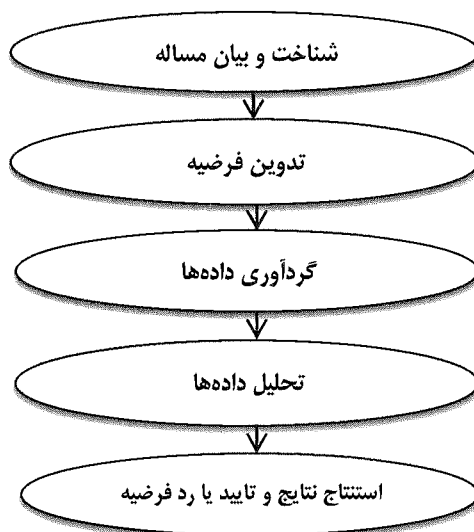 شناخت و بیان مساله
تدوین فرضیه
گردآوری داده‌ها
تحلیل داده‌ها
استنتاج نتایج و تایید یا رد فرضیه